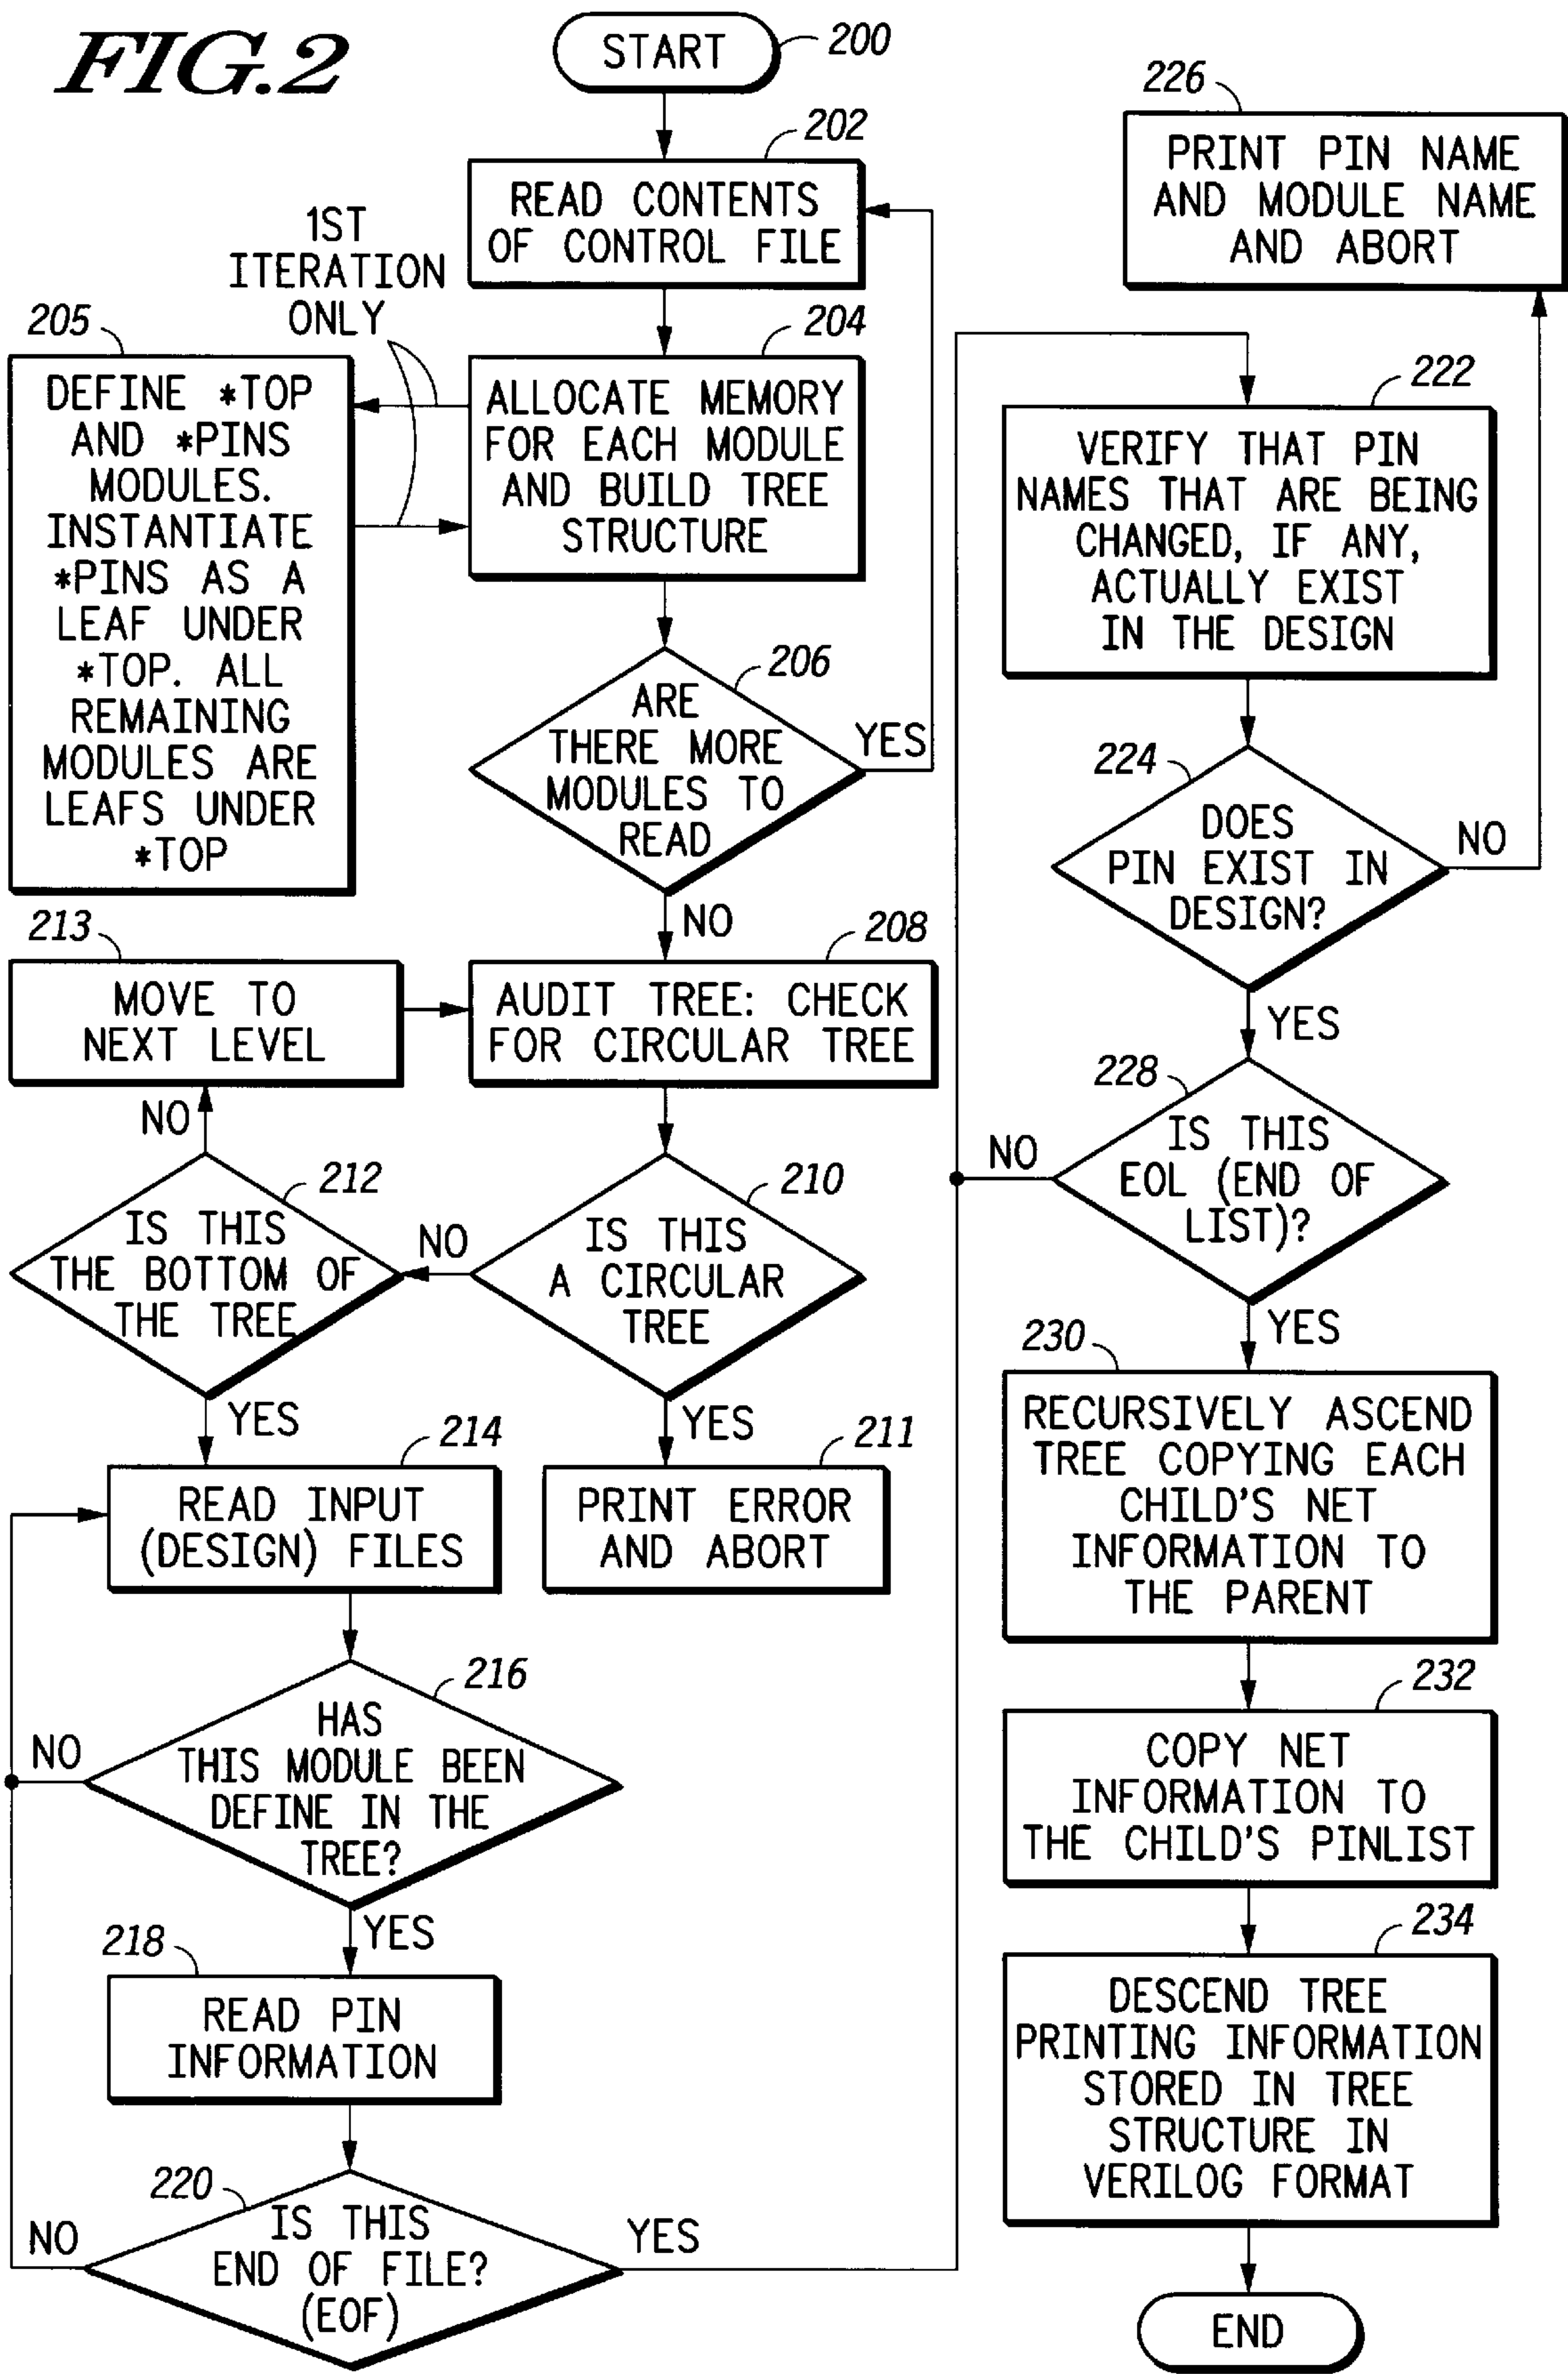 FIG.2
START
200
202
READ CONTENTS
OF CONTROL FILE
1ST
ITERATION
ONLY
205
DEFINE *TOP
AND *PINS
MODULES.
INSTANTIATE
*PINS AS A
LEAF UNDER
*TOP. ALL
REMAINING
MODULES ARE
LEAFS UNDER
*TOP
204
ALLOCATE MEMORY
FOR EACH MODULE
AND BUILD TREE
STRUCTURE
206
ARE
THERE MORE
MODULES TO
READ
YES
NO
213
MOVE TO
NEXT LEVEL
208
AUDIT TREE: CHECK
FOR CIRCULAR TREE
NO
212
IS THIS
THE BOTTOM OF
THE TREE
NO
210
IS THIS
A CIRCULAR
TREE
YES
214
READ INPUT
(DESIGN) FILES
YES
211
PRINT ERROR
AND ABORT
216
HAS
THIS MODULE BEEN
DEFINE IN THE
TREE?
NO
YES
218
READ PIN
INFORMATION
220
IS THIS
END OF FILE?
(EOF)
NO
YES
226
PRINT PIN NAME
AND MODULE NAME
AND ABORT
222
VERIFY THAT PIN
NAMES THAT ARE BEING
CHANGED, IF ANY,
ACTUALLY EXIST
IN THE DESIGN
224
DOES
PIN EXIST IN
DESIGN?
NO
YES
228
IS THIS
EOL (END OF
LIST)?
NO
YES
230
RECURSIVELY ASCEND
TREE COPYING EACH
CHILD'S NET
INFORMATION TO
THE PARENT
232
COPY NET
INFORMATION TO
THE CHILD'S PINLIST
234
DESCEND TREE
PRINTING INFORMATION
STORED IN TREE
STRUCTURE IN
VERILOG FORMAT
END